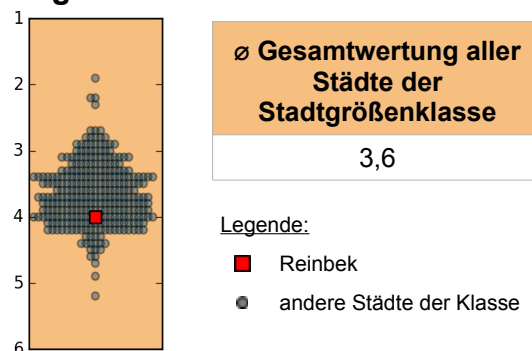 1
2
3
4
5
6
ø Gesamtwertung aller
Städte der
Stadtgrößenklasse
3,6
Legende:
Reinbek
andere Städte der Klasse